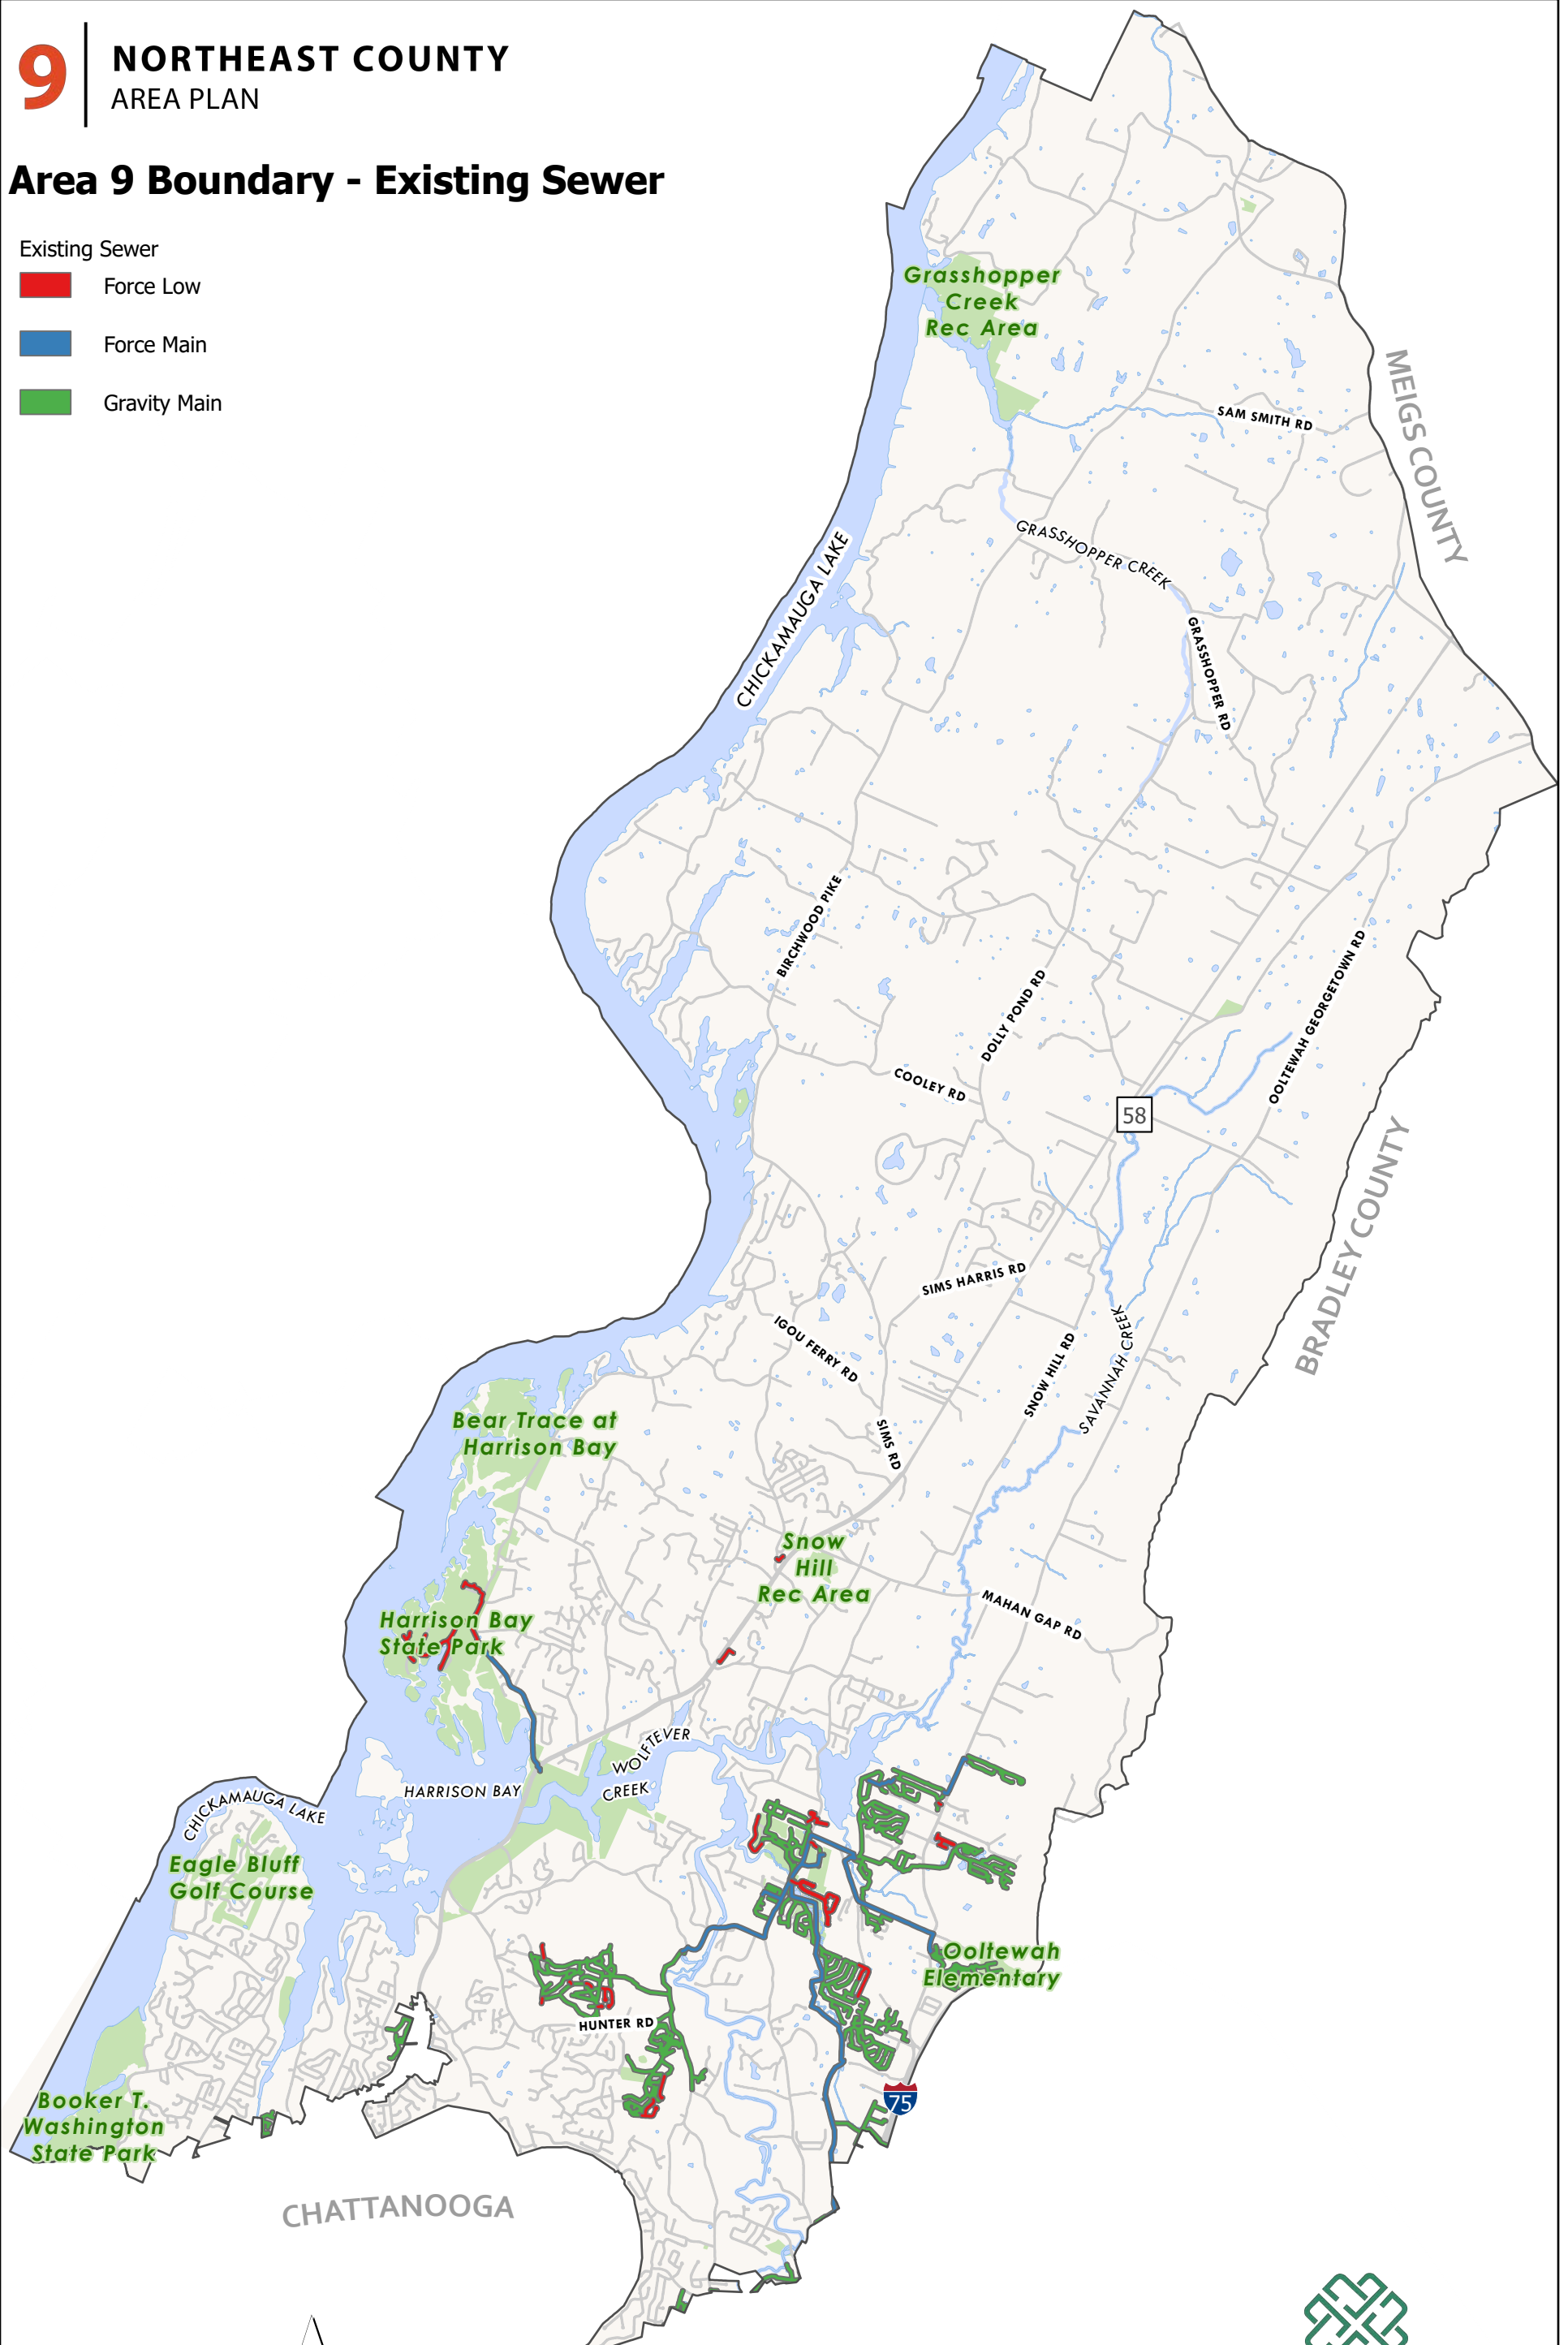 9
NORTHEAST COUNTY
AREA PLAN
Area 9 Boundary - Existing Sewer
Existing Sewer
Force Low
Force Main
Gravity Main
Grasshopper
Creek
Rec Area
MEIGS COUNTY
SAM SMITH RD
GRASSHOPPER CREEK
CHICKAMAUGA LAKE
GRASSHOPPER RD
BIRCHWOOD PIKE
DOLLY POND RD
OOLTEWAH GEORGETOWN RD
COOLEY RD
58
BRADLEY COUNTY
SIMS HARRIS RD
IGOU FERRY RD
SNOW HILL RD
SAVANNAH CREEK
SIMS RD
Bear Trace at
Harrison Bay
Snow
Hill
Rec Area
MAHAN GAP RD
Harrison Bay
State Park
WOLFTEVER
CREEK
HARRISON BAY
CHICKAMAUGA LAKE
Eagle Bluff
Golf Course
Ooltewah
Elementary
HUNTER RD
75
Booker T.
Washington
State Park
CHATTANOOGA